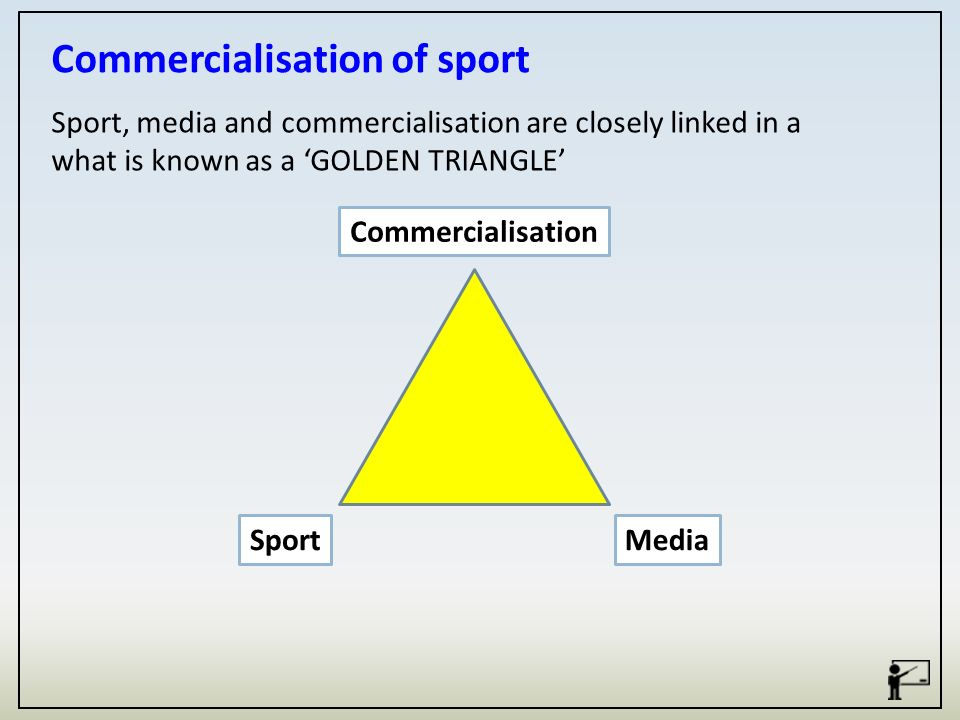 Commercialisation of sport
Sport, media and commercialisation are closely linked in a
what is known as a ‘GOLDEN TRIANGLE’
Commercialisation
Sport
Media